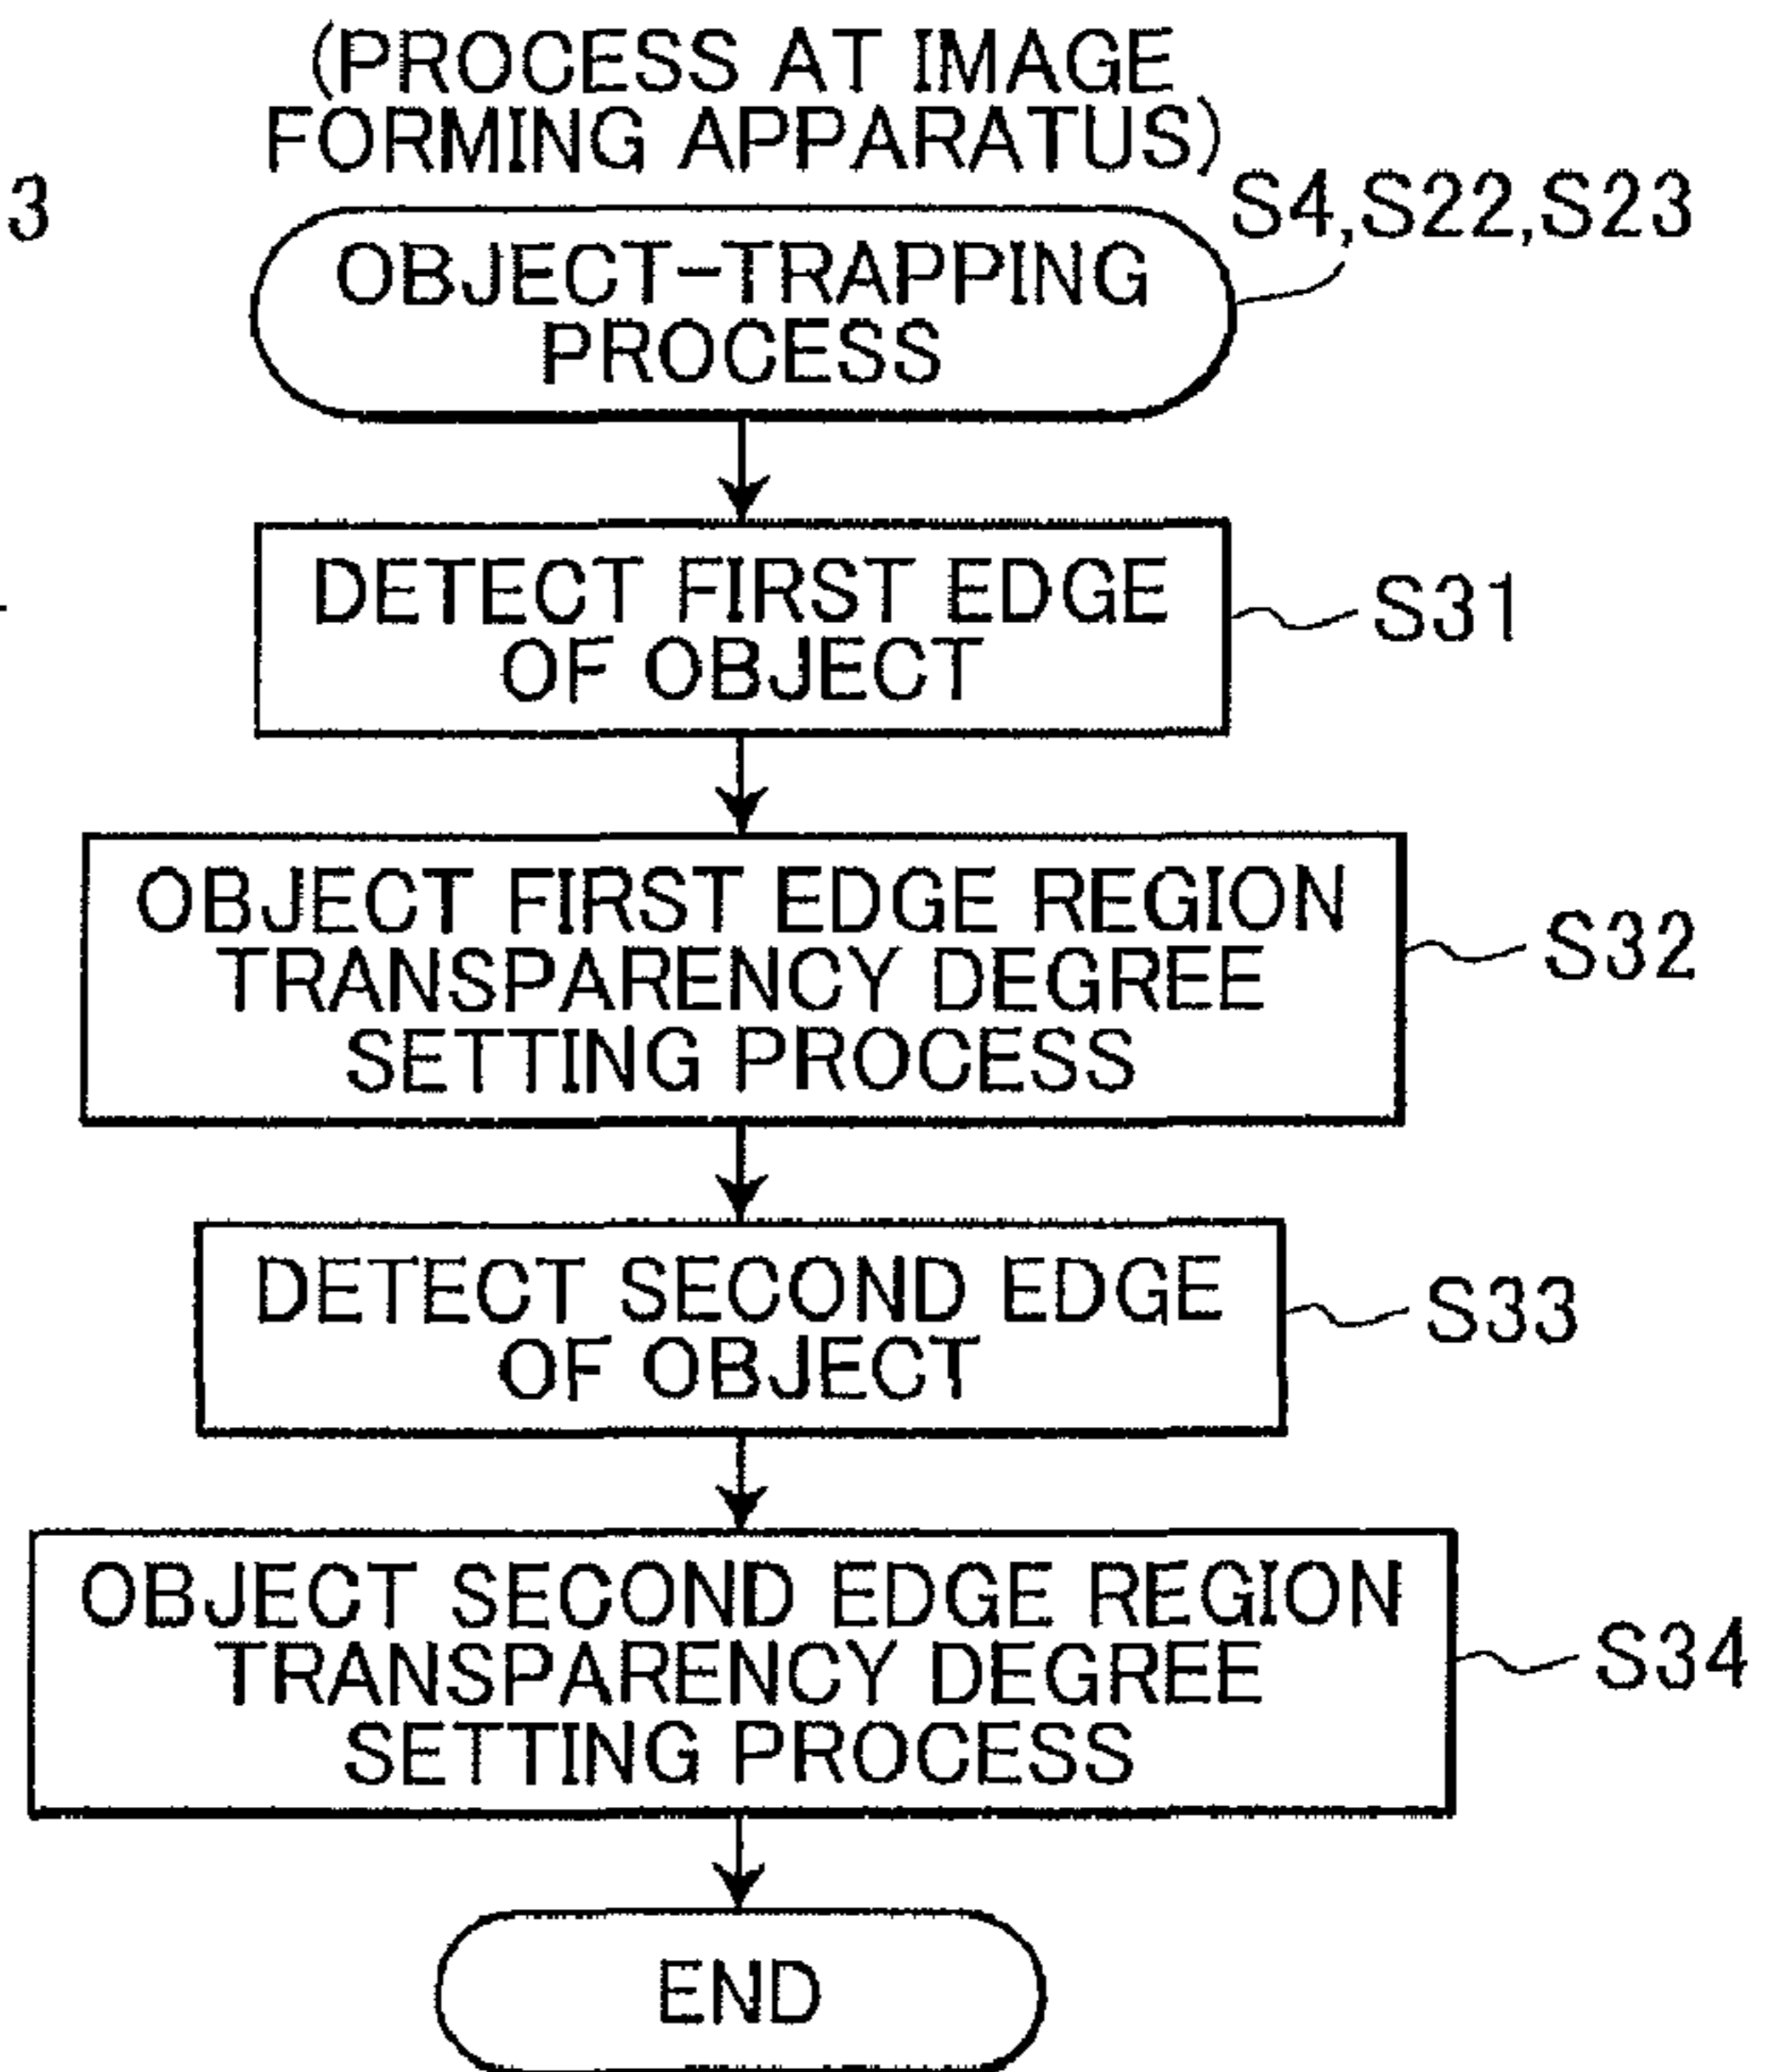 (PROCESS AT IMAGE
FORMING APPARATUS)
3
S4,S22,S23
OBJECT-TRAPPING
PROCESS
DETECT FIRST EDGE
OF OBJECT
S31
OBJECT FIRST EDGE REGION
TRANSPARENCY DEGREE
SETTING PROCESS
S32
DETECT SECOND EDGE
OF OBJECT
S33
OBJECT SECOND EDGE REGION
TRANSPARENCY DEGREE
SETTING PROCESS
S34
END